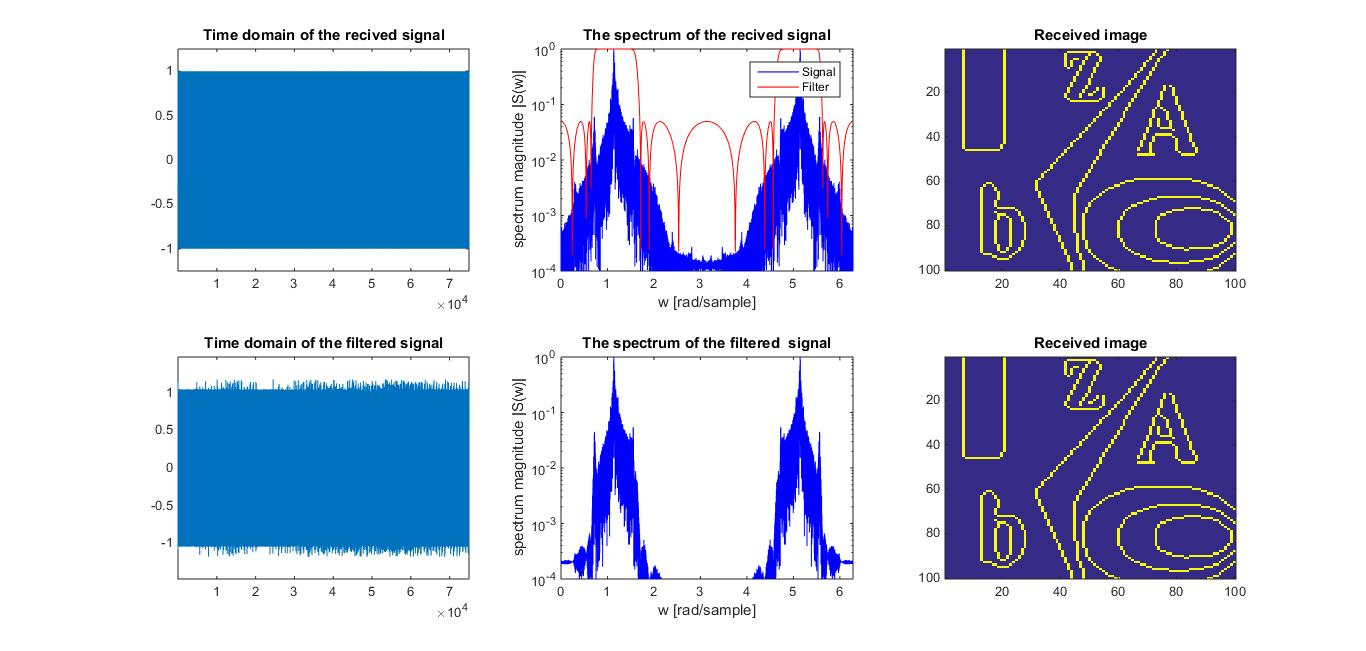 Time domain of the recived signal
1
0.5
0
-0.5
-1
1 2 3 4 5 6 7
×10^4
The spectrum of the recived signal
spectrum magnitude |S(w)|
10^0
10^-1
10^-2
10^-3
10^-4
Signal
Filter
0 1 2 3 4 5 6
w [rad/sample]
Received image
20
40
60
80
100
z
A
b
20 40 60 80 100
Time domain of the filtered signal
1
0.5
0
-0.5
-1
1 2 3 4 5 6 7
×10^4
The spectrum of the filtered  signal
spectrum magnitude |S(w)|
10^0
10^-1
10^-2
10^-3
10^-4
0 1 2 3 4 5 6
w [rad/sample]
Received image
20
40
60
80
100
z
A
b
20 40 60 80 100